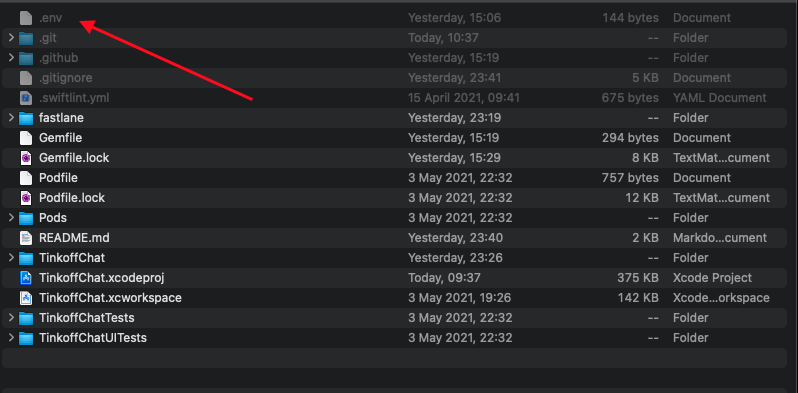 .env Yesterday, 15:06 144 bytes Document
.git Today, 10:37 -- Folder
.github Yesterday, 15:19 -- Folder
.gitignore Yesterday, 23:41 5 KB Document
.swiftlint.yml 15 April 2021, 09:41 675 bytes YAML Document
fastlane Yesterday, 23:19 -- Folder
Gemfile Yesterday, 15:19 294 bytes Document
Gemfile.lock Yesterday, 15:29 8 KB TextMat...cument
Podfile 3 May 2021, 22:32 757 bytes Document
Podfile.lock 3 May 2021, 22:32 12 KB TextMat...cument
Pods 3 May 2021, 22:32 -- Folder
README.md Yesterday, 23:40 2 KB Markdo...cument
TinkoffChat Yesterday, 23:26 -- Folder
TinkoffChat.xcodeproj Today, 09:37 375 KB Xcode Project
TinkoffChat.xcworkspace 3 May 2021, 19:26 142 KB Xcode...orkspace
TinkoffChatTests 3 May 2021, 22:32 -- Folder
TinkoffChatUITests 3 May 2021, 22:32 -- Folder